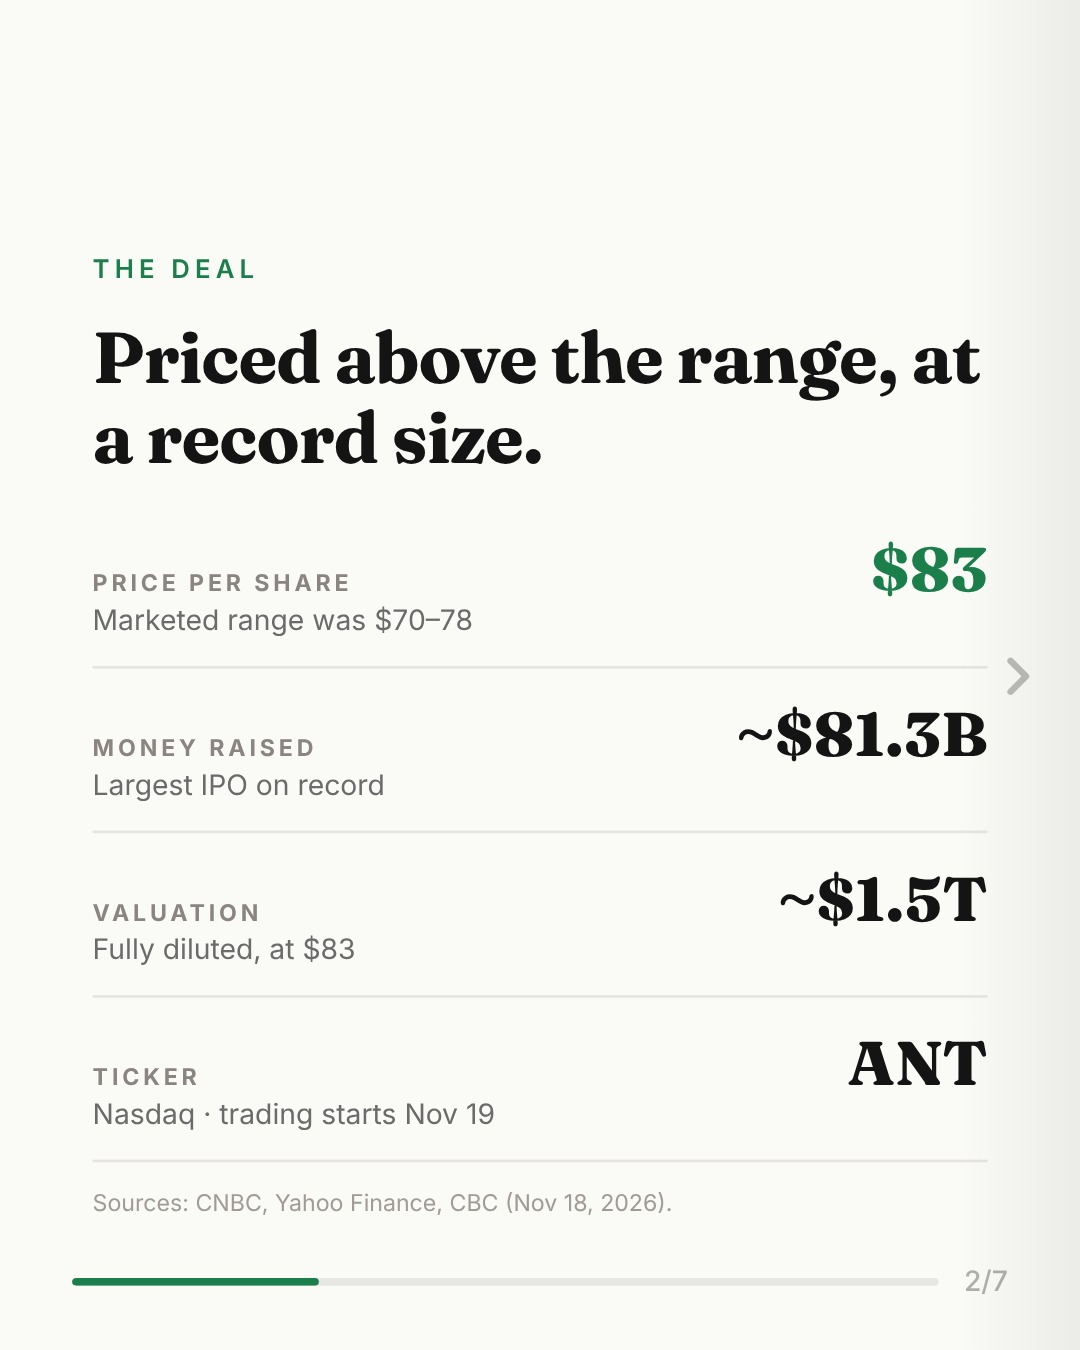 THE DEAL
Priced above the range, at
a record size.
PRICE PER SHARE
Marketed range was $70–78
$83
MONEY RAISED
Largest IPO on record
~$81.3B
VALUATION
Fully diluted, at $83
~$1.5T
TICKER
Nasdaq · trading starts Nov 19
ANT
Sources: CNBC, Yahoo Finance, CBC (Nov 18, 2026).
2/7